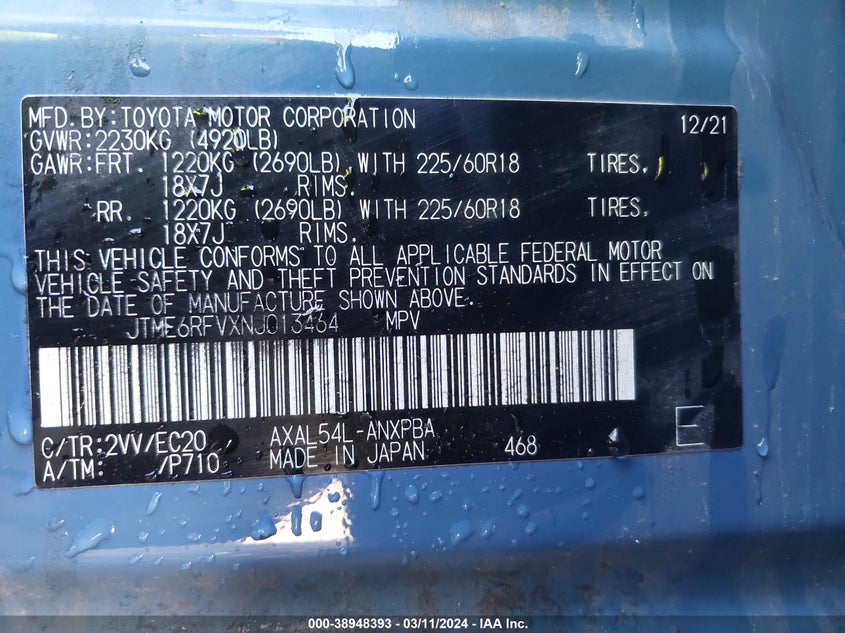 MFD.BY:TOYOTA MOTOR CORPORATION 12/21
GVWR:2230KG (4920LB)
GAWR:FRT. 1220KG (2690LB) WITH 225/60R18 TIRES,
18X7J RIMS.
RR. 1220KG (2690LB) WITH 225/60R18 TIRES,
18X7J RIMS.
THIS VEHICLE CONFORMS TO ALL APPLICABLE FEDERAL MOTOR
VEHICLE SAFETY AND THEFT PREVENTION STANDARDS IN EFFECT ON
THE DATE OF MANUFACTURE SHOWN ABOVE.
JTME6RFVXNJ013464 MPV
C/TR:2VV/EC20 AXAL54L-ANXPBA
A/TM: /P710 MADE IN JAPAN 468 E
000-38948393 - 03/11/2024 - IAA Inc.